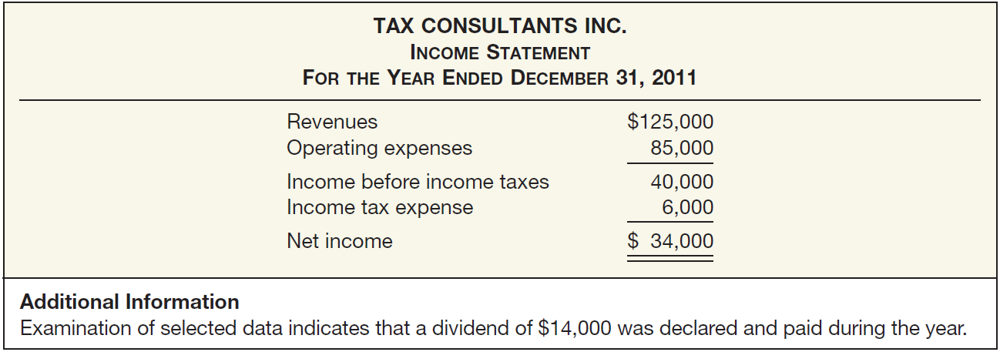 TAX CONSULTANTS INC.
INCOME STATEMENT
FOR THE YEAR ENDED DECEMBER 31, 2011
Revenues $125,000
Operating expenses 85,000
Income before income taxes 40,000
Income tax expense 6,000
Net income $ 34,000
Additional Information
Examination of selected data indicates that a dividend of $14,000 was declared and paid during the year.